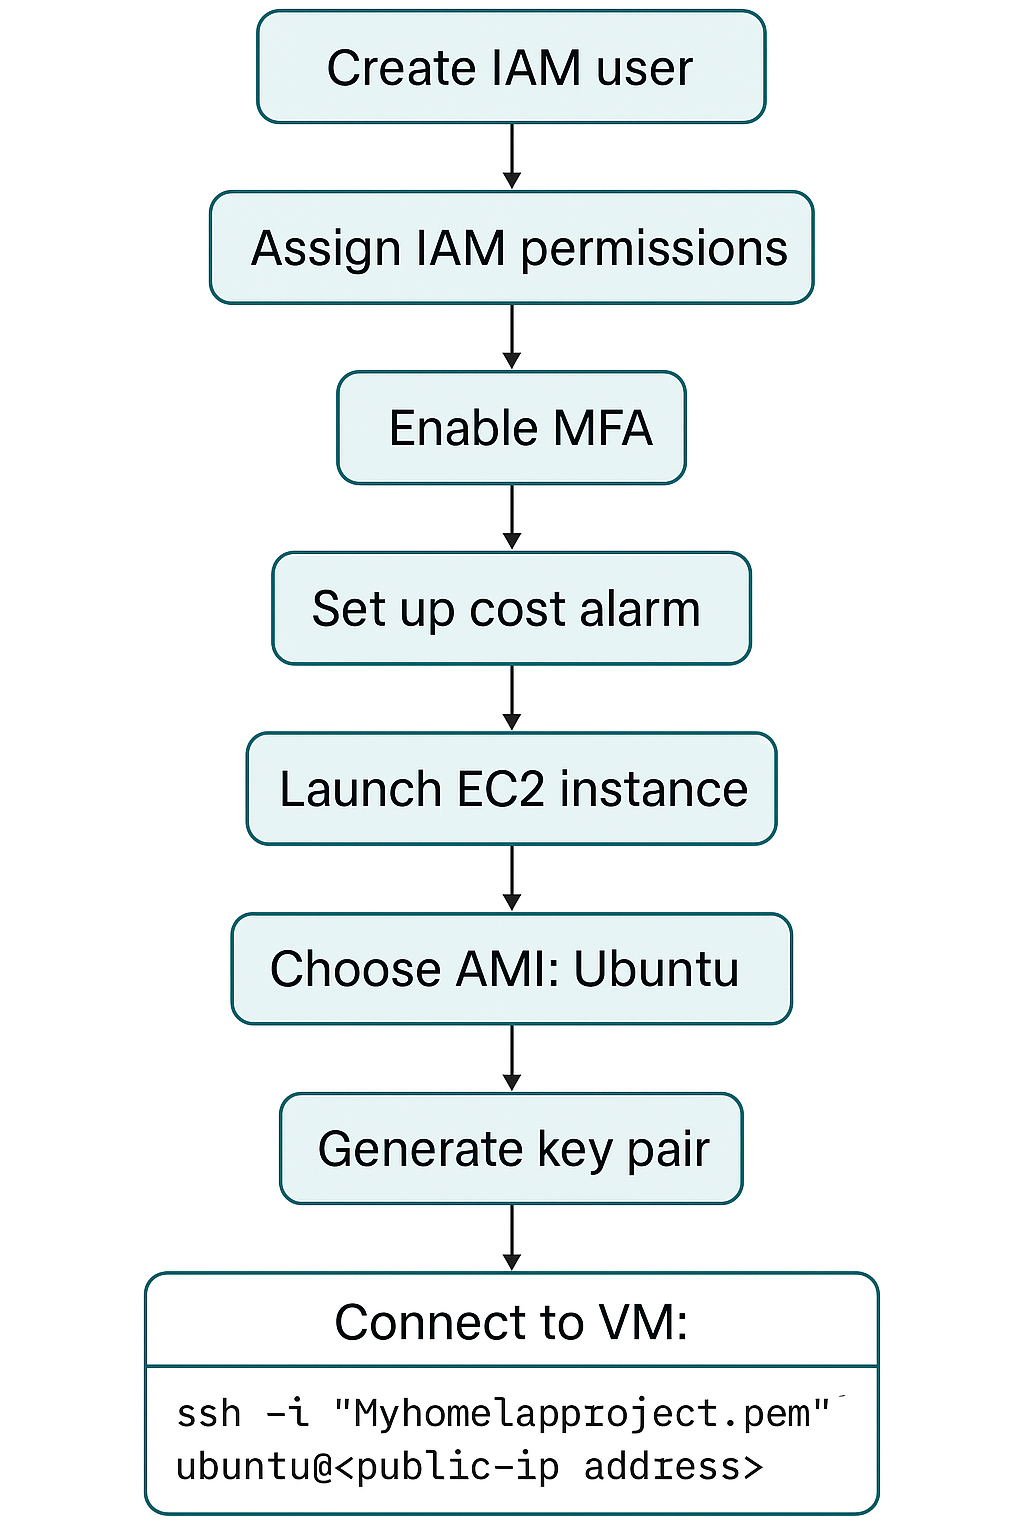 Create IAM user
Assign IAM permissions
Enable MFA
Set up cost alarm
Launch EC2 instance
Choose AMI: Ubuntu
Generate key pair
Connect to VM:
ssh -i "Myhomelapproject.pem"
ubuntu@<public-ip address>